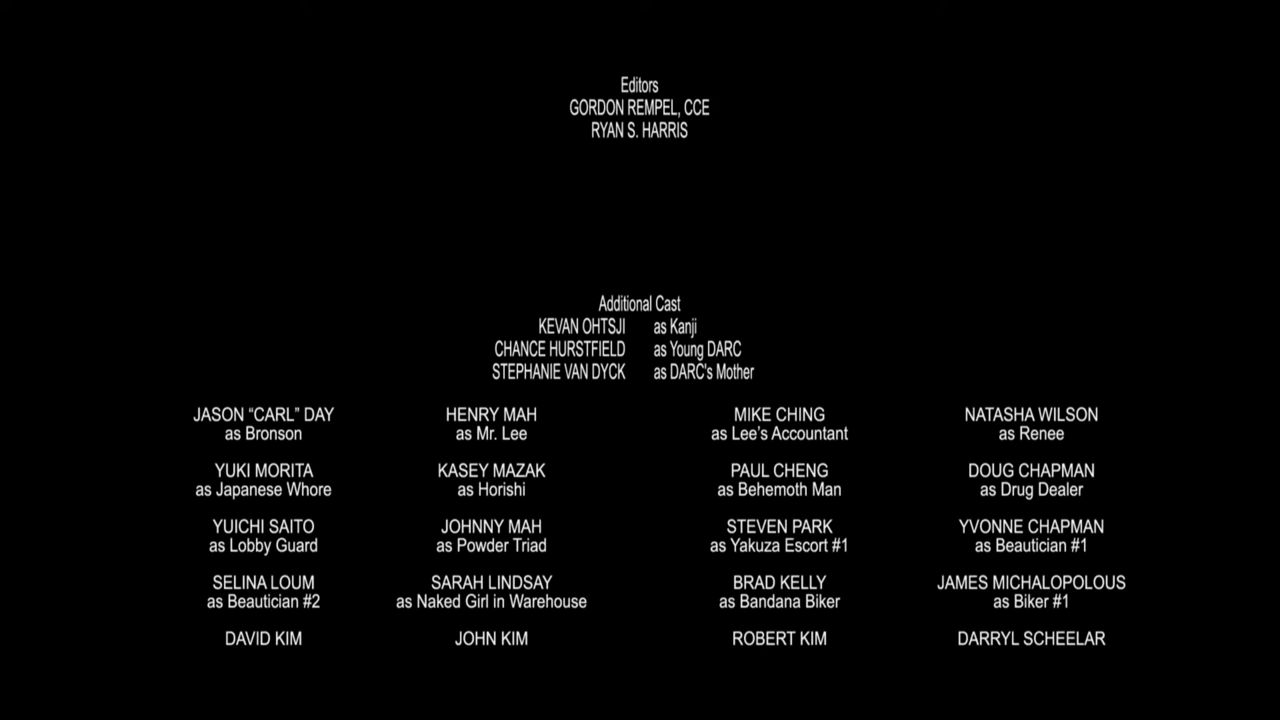 Editors
GORDON REMPEL, CCE
RYAN S. HARRIS
Additional Cast
KEVAN OHTSJI as Kanji
CHANCE HURSTFIELD as Young DARC
STEPHANIE VAN DYCK as DARC's Mother
JASON “CARL” DAY HENRY MAH MIKE CHING NATASHA WILSON
as Bronson as Mr. Lee as Lee’s Accountant as Renee
YUKI MORITA KASEY MAZAK PAUL CHENG DOUG CHAPMAN
as Japanese Whore as Horishi as Behemoth Man as Drug Dealer
YUICHI SAITO JOHNNY MAH STEVEN PARK YVONNE CHAPMAN
as Lobby Guard as Powder Triad as Yakuza Escort #1 as Beautician #1
SELINA LOUM SARAH LINDSAY BRAD KELLY JAMES MICHALOPOLOUS
as Beautician #2 as Naked Girl in Warehouse as Bandana Biker as Biker #1
DAVID KIM JOHN KIM ROBERT KIM DARRYL SCHEELAR